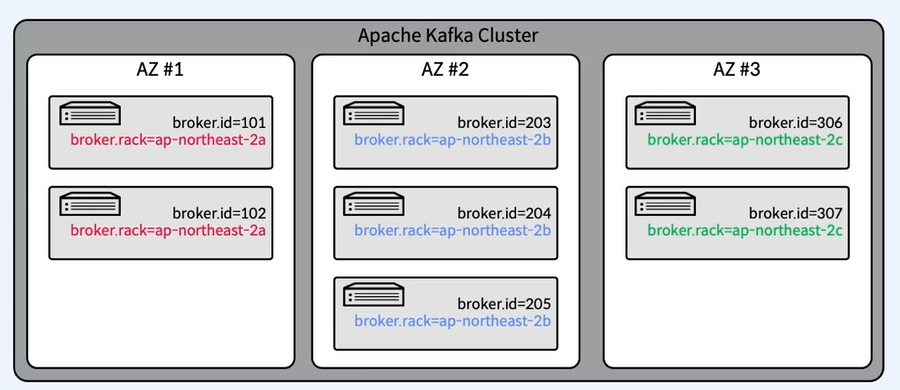 Apache Kafka Cluster
AZ #1
broker.id=101
broker.rack=ap-northeast-2a
broker.id=102
broker.rack=ap-northeast-2a
AZ #2
broker.id=203
broker.rack=ap-northeast-2b
broker.id=204
broker.rack=ap-northeast-2b
broker.id=205
broker.rack=ap-northeast-2b
AZ #3
broker.id=306
broker.rack=ap-northeast-2c
broker.id=307
broker.rack=ap-northeast-2c